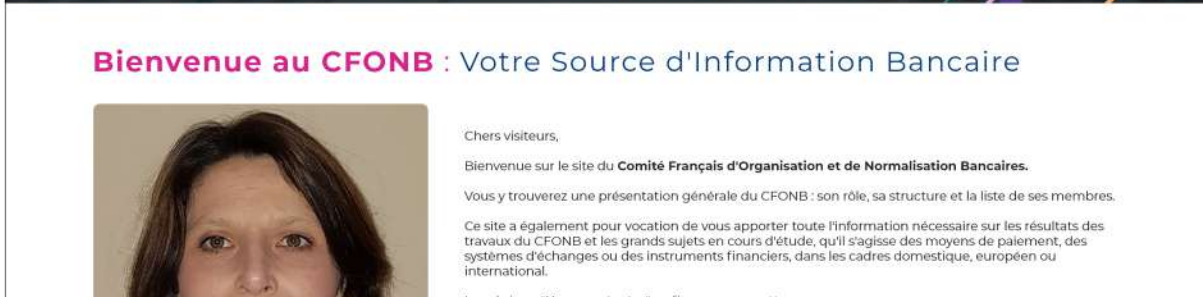 Bienvenue au CFONB : Votre Source d'Information Bancaire
Chers visiteurs,
Bienvenue sur le site du Comité Français d'Organisation et de Normalisation Bancaires.
Vous y trouverez une présentation générale du CFONB : son rôle, sa structure et la liste de ses membres.
Ce site a également pour vocation de vous apporter toute l'information nécessaire sur les résultats des
travaux du CFONB et les grands sujets en cours d'étude, qu'il s'agisse des moyens de paiement, des
systèmes d'échanges ou des instruments financiers, dans les cadres domestique, européen ou
international.